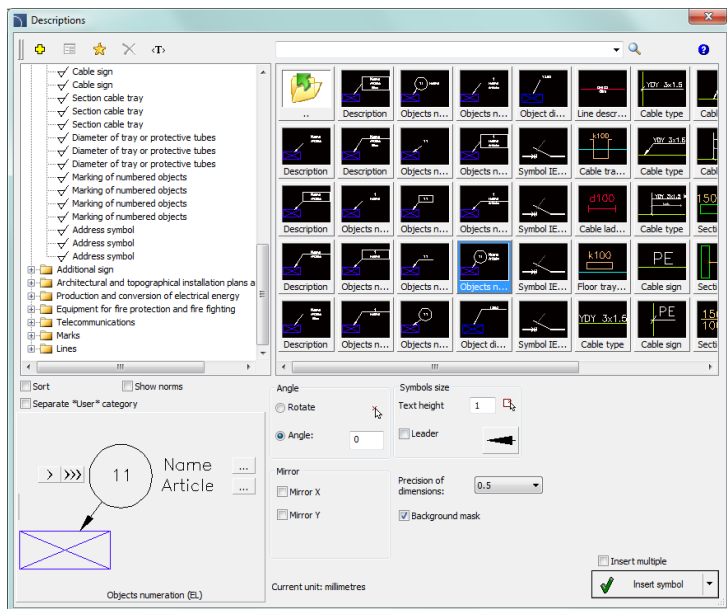 Descriptions
‹T›
Cable sign
Cable sign
Section cable tray
Section cable tray
Section cable tray
Diameter of tray or protective tubes
Diameter of tray or protective tubes
Diameter of tray or protective tubes
Marking of numbered objects
Marking of numbered objects
Marking of numbered objects
Marking of numbered objects
Address symbol
Address symbol
Address symbol
Additional sign
Architectural and topographical installation plans a
Production and conversion of electrical energy
Equipment for fire protection and fire fighting
Telecommunications
Marks
Lines
YDY 3x1.5
.. Description Objects n... Objects n... Object di... Line descr... Cable type Cabl
k100 YDY 3x1.5
Description Description Objects n... Objects n... Symbol IE... Cable tra... Cable type Cabl
d100 150
Description Objects n... Objects n... Objects n... Symbol IE... Cable lad... Cable type Secti
k100 PE
Description Objects n... Objects n... Objects n... Symbol IE... Floor tray... Cable sign Secti
YDY 3x1.5 PE 150
10
Description Objects n... Objects n... Object di... Symbol IE... Cable type Cable sign Secti
Sort Show norms
Separate "User" category
11
Name
Article
...
...
> >>>
Objects numeration (EL)
Angle
Rotate
Angle: 0
Symbols size
Text height 1
Leader
Mirror
Mirror X
Mirror Y
Precision of
dimensions: 0.5
Background mask
Current unit: millimetres
Insert multiple
Insert symbol